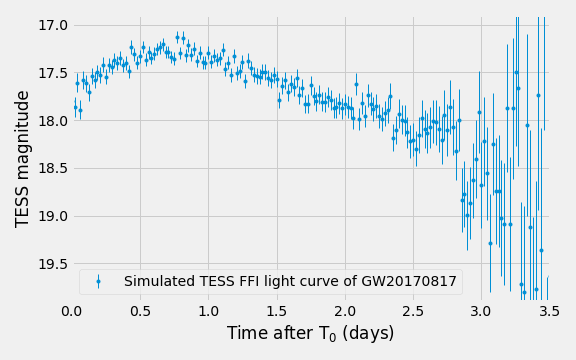 17.0
17.5
18.0
18.5
19.0
19.5
TESS magnitude
Simulated TESS FFI light curve of GW20170817
0.0 0.5 1.0 1.5 2.0 2.5 3.0 3.5
Time after T0 (days)